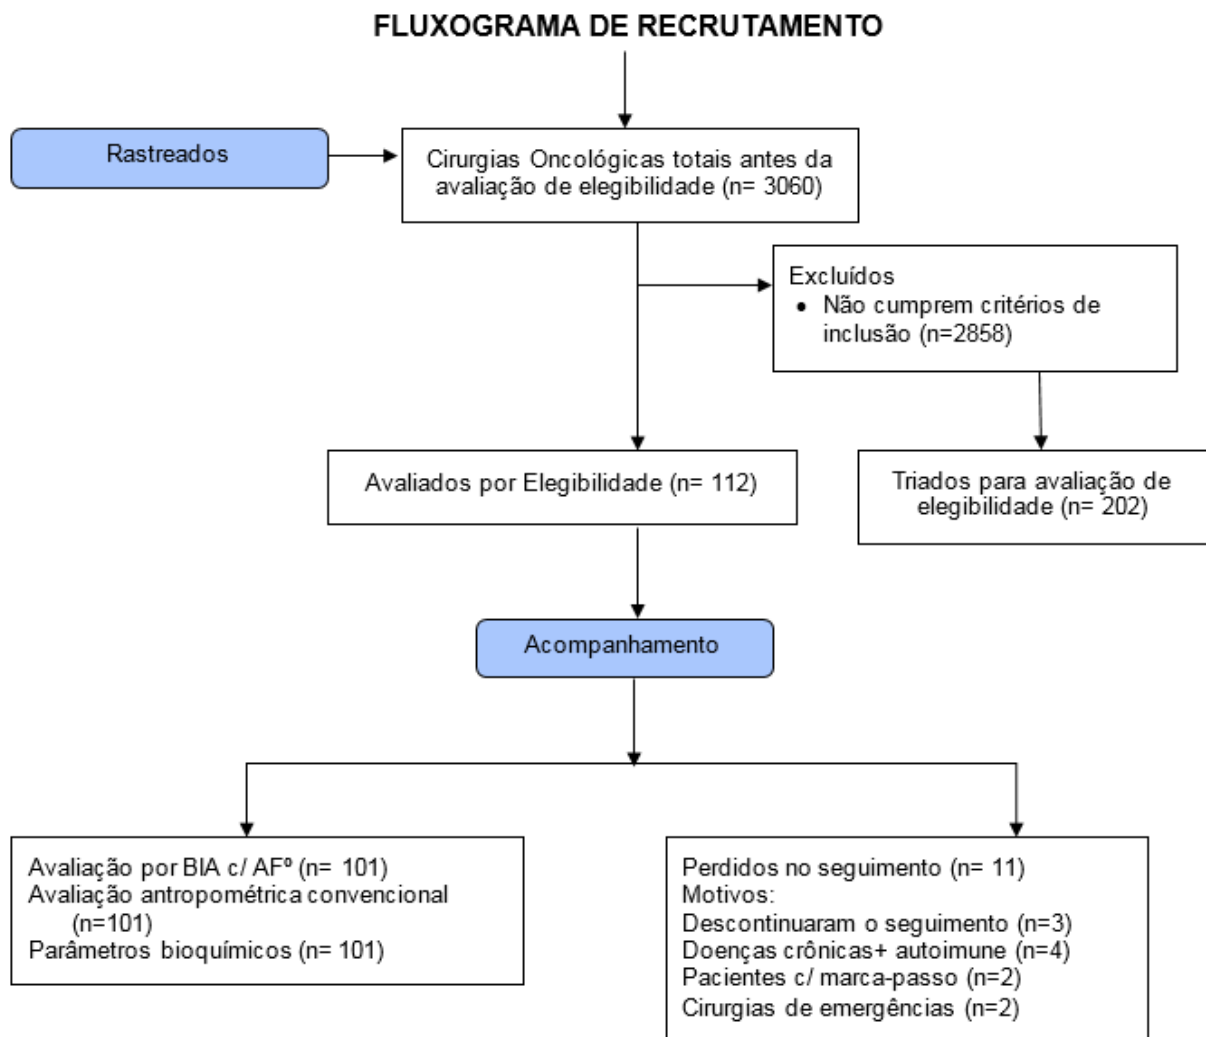 FLUXOGRAMA DE RECRUTAMENTO
Rastreados
Cirurgias Oncológicas totais antes da
avaliação de elegibilidade (n= 3060)
Excluídos
• Não cumprem critérios de
inclusão (n=2858)
Avaliados por Elegibilidade (n= 112)
Triados para avaliação de
elegibilidade (n= 202)
Acompanhamento
Avaliação por BIA c/ AFº (n= 101)
Avaliação antropométrica convencional
(n=101)
Parâmetros bioquímicos (n= 101)
Perdidos no seguimento (n= 11)
Motivos:
Descontinuaram o seguimento (n=3)
Doenças crônicas+ autoimune (n=4)
Pacientes c/ marca-passo (n=2)
Cirurgias de emergências (n=2)